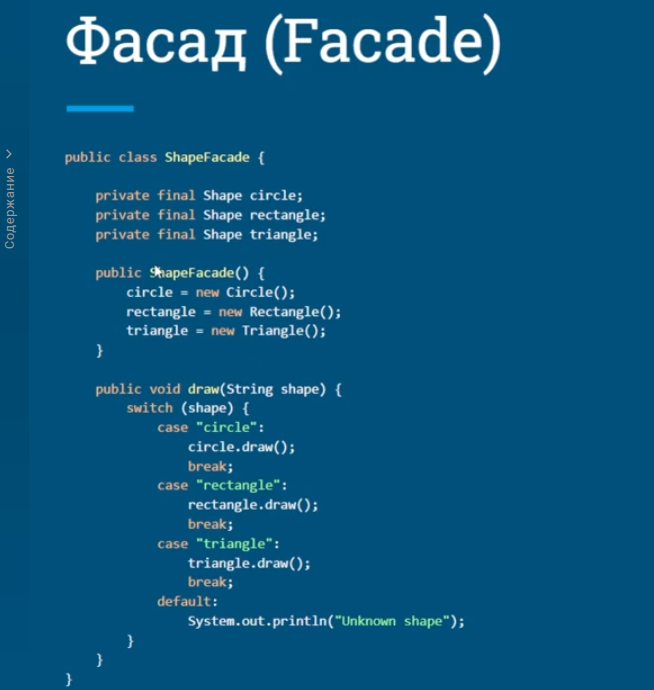 Фасад (Facade)
Содержание
public class ShapeFacade {
private final Shape circle;
private final Shape rectangle;
private final Shape triangle;
public ShapeFacade() {
circle = new Circle();
rectangle = new Rectangle();
triangle = new Triangle();
}
public void draw(String shape) {
switch (shape) {
case "circle":
circle.draw();
break;
case "rectangle":
rectangle.draw();
break;
case "triangle":
triangle.draw();
break;
default:
System.out.println("Unknown shape");
}
}
}